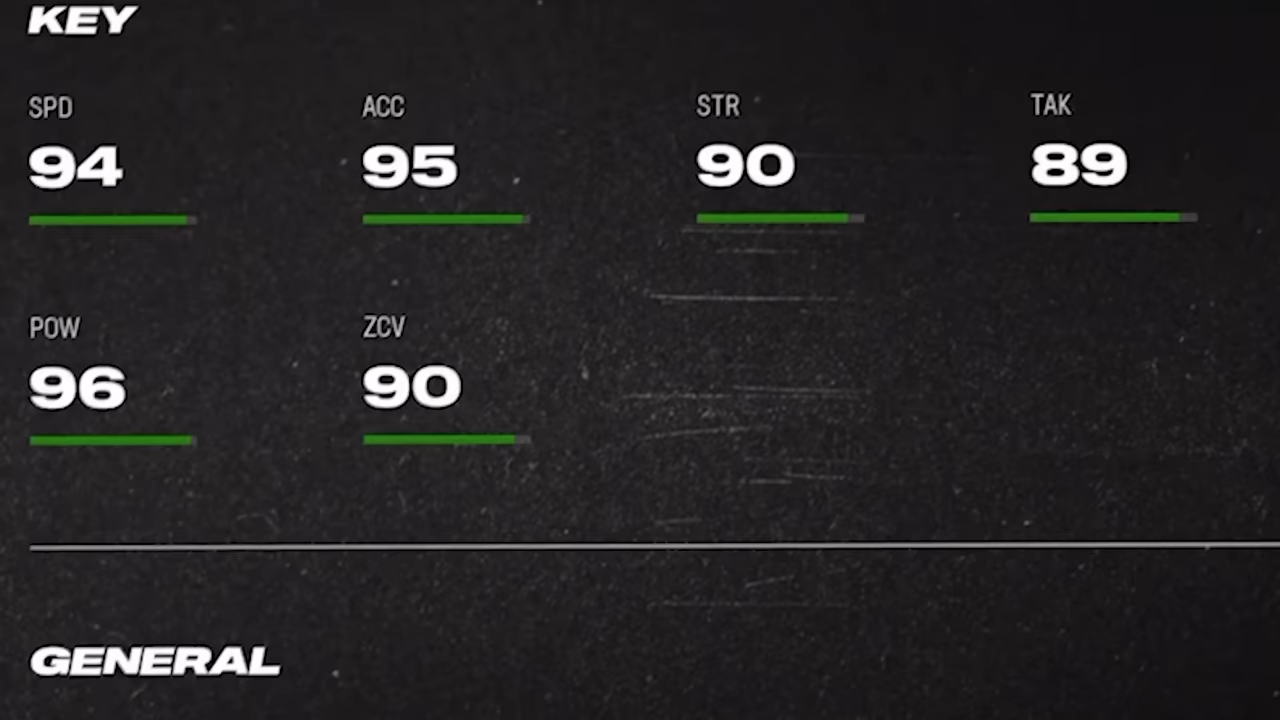 KEY
SPD ACC STR TAK
94 95 90 89
POW ZCV
96 90
GENERAL